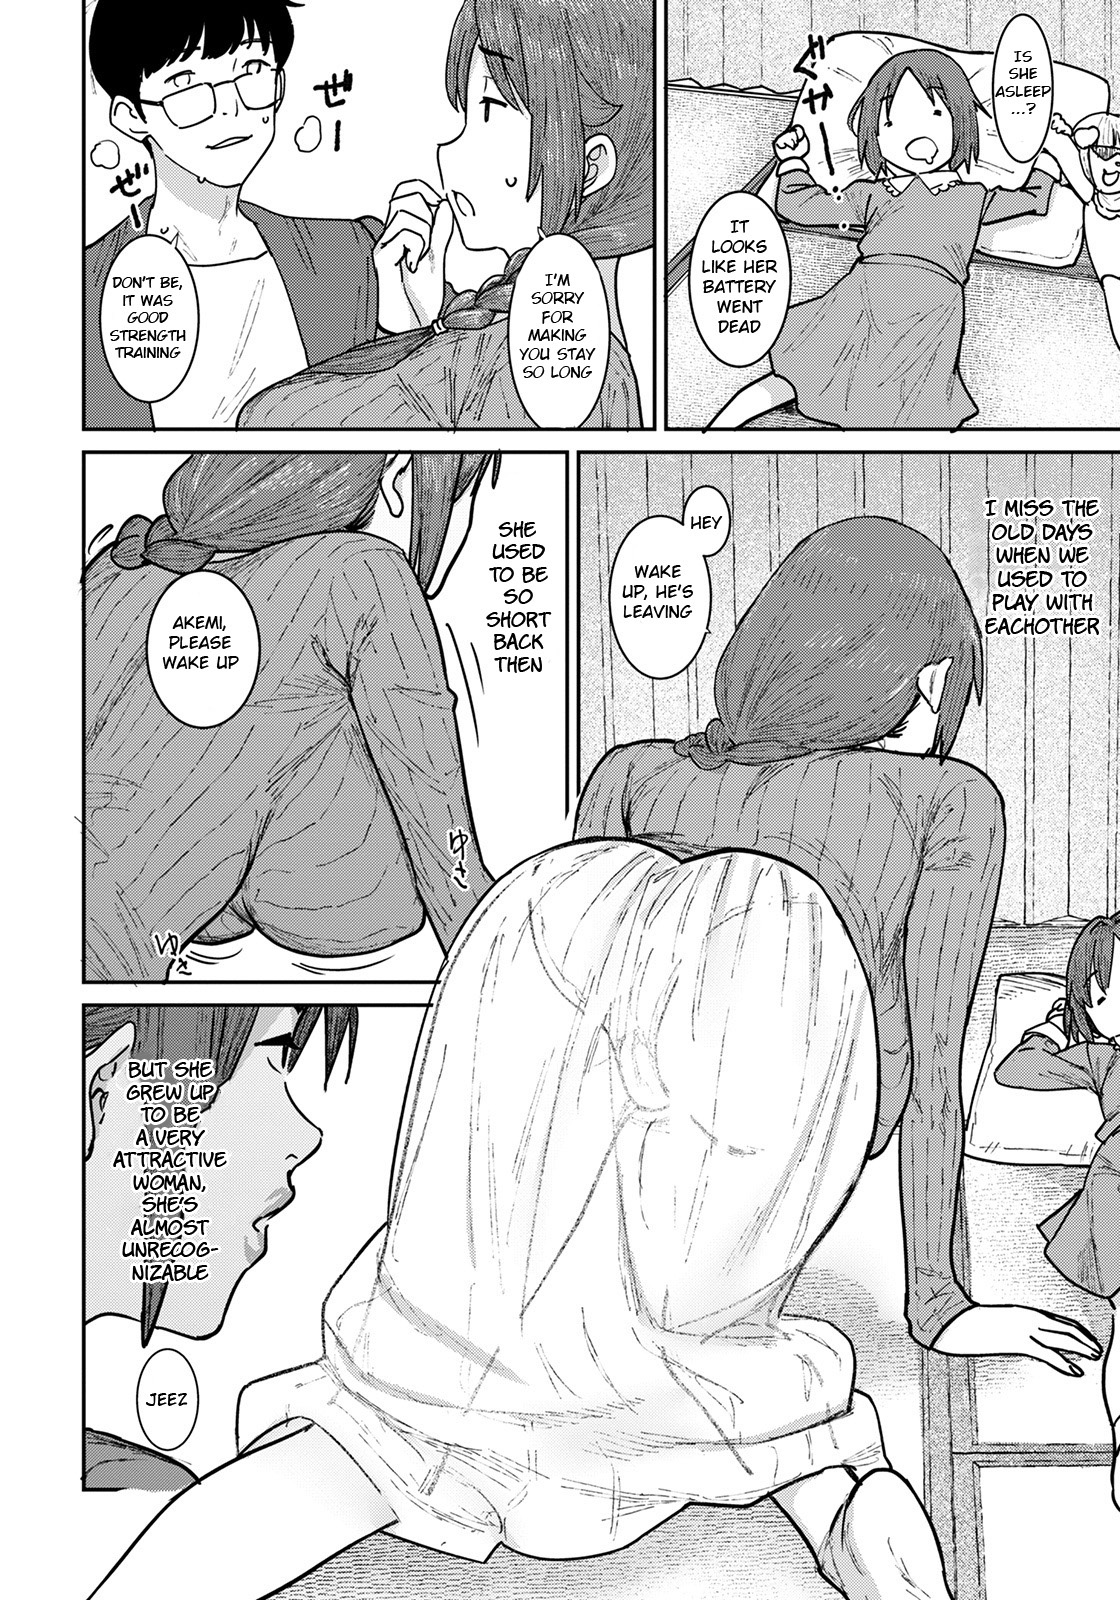 IS
SHE
ASLEEP
...?
IT
LOOKS
LIKE HER
BATTERY
WENT
DEAD
ぐ
I'M
SORRY
FOR
MAKING
YOU STAY
SO LONG
ぜー
ぜー
DON'T BE,
IT WAS
GOOD
STRENGTH
TRAINING
I MISS THE
OLD DAYS
WHEN WE
USED TO
PLAY WITH
EACHOTHER
HEY
WAKE
UP, HE'S
LEAVING
SHE
USED
TO BE
SO
SHORT
BACK
THEN
AKEMI,
PLEASE
WAKE UP
ゆさ
ゆさ
BUT SHE
GREW UP
TO BE
A VERY
ATTRACTIVE
WOMAN,
SHE'S
ALMOST
UNRECOG-
NIZABLE
JEEZ